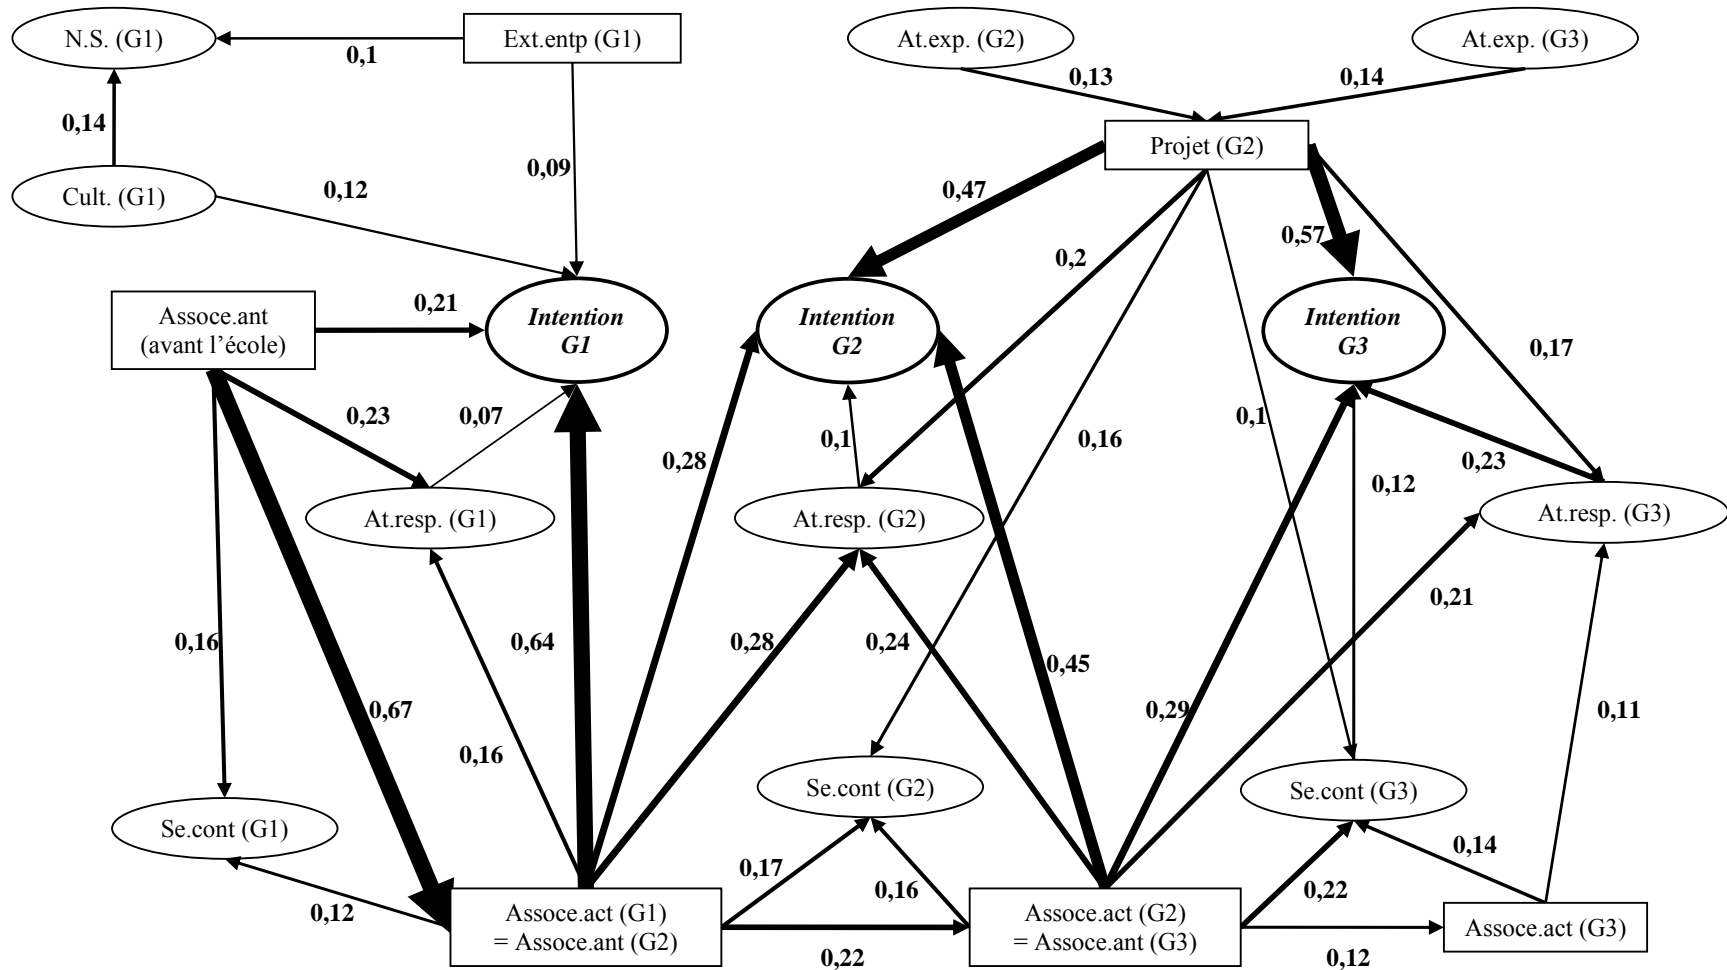 N.S. (G1)
Ext.entp (G1)
At.exp. (G2)
At.exp. (G3)
0,1
0,13
0,14
0,14
Projet (G2)
Cult. (G1)
0,12
0,09
0,47
0,57
0,2
Assoce.ant
(avant l’école)
0,21
Intention
G1
Intention
G2
Intention
G3
0,17
0,23
0,07
0,28
0,1
0,16
0,1
0,12
0,23
At.resp. (G1)
At.resp. (G2)
At.resp. (G3)
0,16
0,64
0,28
0,24
0,45
0,21
0,67
0,16
0,29
0,11
Se.cont (G1)
Se.cont (G2)
Se.cont (G3)
0,12
0,17
0,16
0,22
0,14
Assoce.act (G1)
= Assoce.ant (G2)
0,22
Assoce.act (G2)
= Assoce.ant (G3)
0,12
Assoce.act (G3)